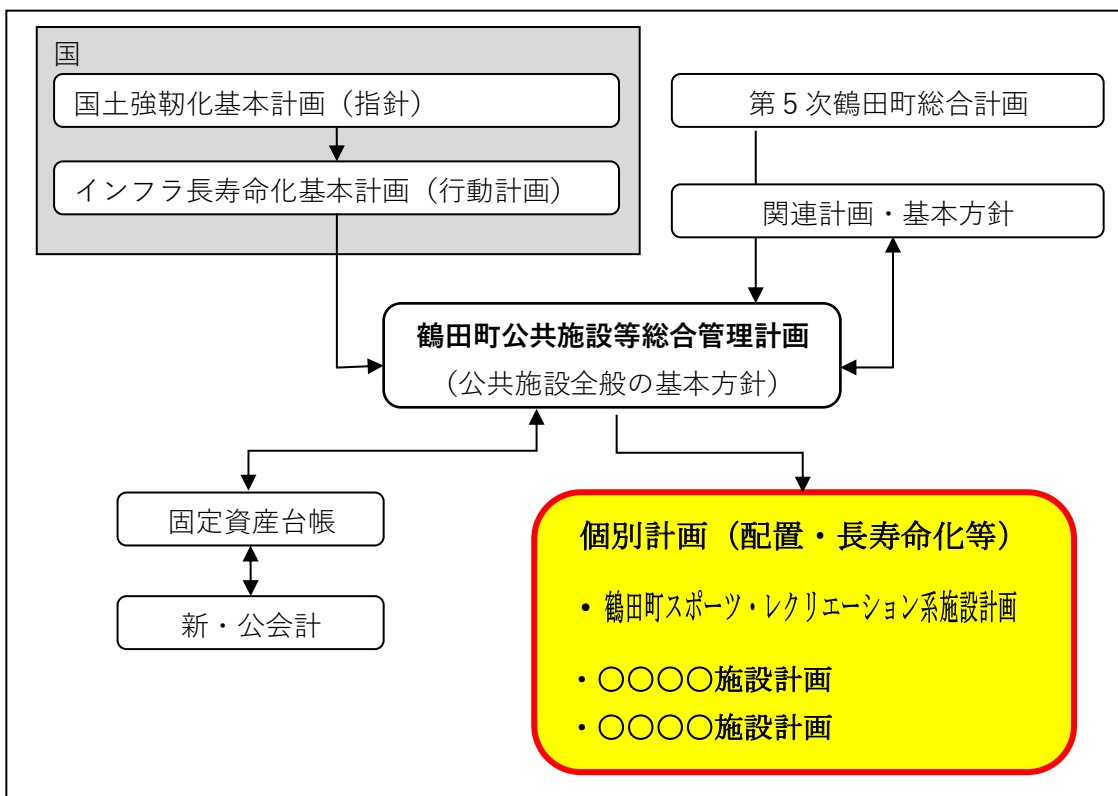 国
国土強靭化基本計画（指針）
インフラ長寿命化基本計画（行動計画）
第５次鶴田町総合計画
関連計画・基本方針
鶴田町公共施設等総合管理計画
（公共施設全般の基本方針）
固定資産台帳
新・公会計
個別計画（配置・長寿命化等）
・鶴田町スポーツ・レクリエーション系施設計画
・〇〇〇〇施設計画
・〇〇〇〇施設計画